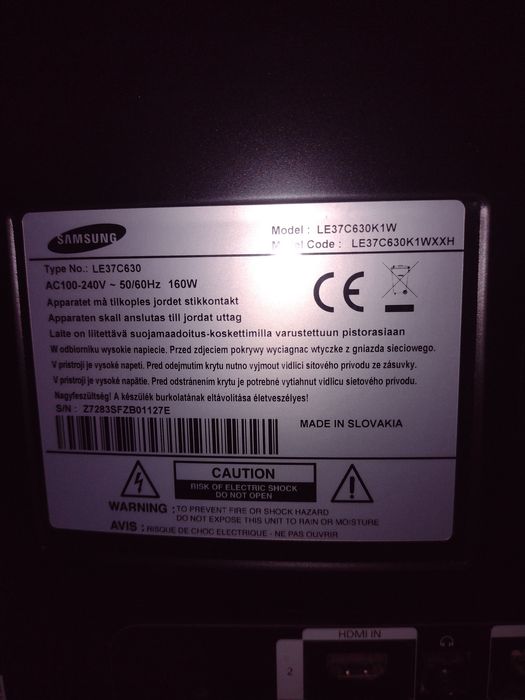 SAMSUNG
Model : LE37C630K1W
Model Code : LE37C630K1WXXH
Type No.: LE37C630
AC100-240V ~ 50/60Hz 160W
Apparatet må tilkoples jordet stikkontakt
Apparaten skall anslutas till jordat uttag
Laite on liitettävä suojamaadoitus-koskettimilla varustettuun pistorasiaan
W odbiorniku wysokie napiecie. Przed zdjeciem pokrywy wyciagnac wtyczke z gniazda sieciowego.
V pristroji je vysoké napeti. Pred odejmutim krytu nutno vyjmout vidlici sitového privodu ze zásuvky.
V pristroji je vysoké napätie. Pred odstránením krytu je potrebné vytiahnut vidlicu sietového privodu.
Nagyfeszültség! A készülék burkolatának eltávolítása életveszélyes!
S/N : Z7283SFZB01127E
MADE IN SLOVAKIA
CAUTION
RISK OF ELECTRIC SHOCK
DO NOT OPEN
WARNING : TO PREVENT FIRE OR SHOCK HAZARD
DO NOT EXPOSE THIS UNIT TO RAIN OR MOISTURE
AVIS : RISQUE DE CHOC ELECTRIQUE - NE PAS OUVRIR
HDMI IN
2